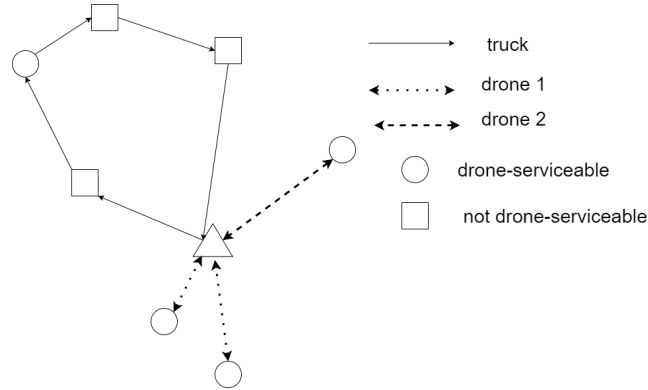 truck
drone 1
drone 2
drone-serviceable
not drone-serviceable